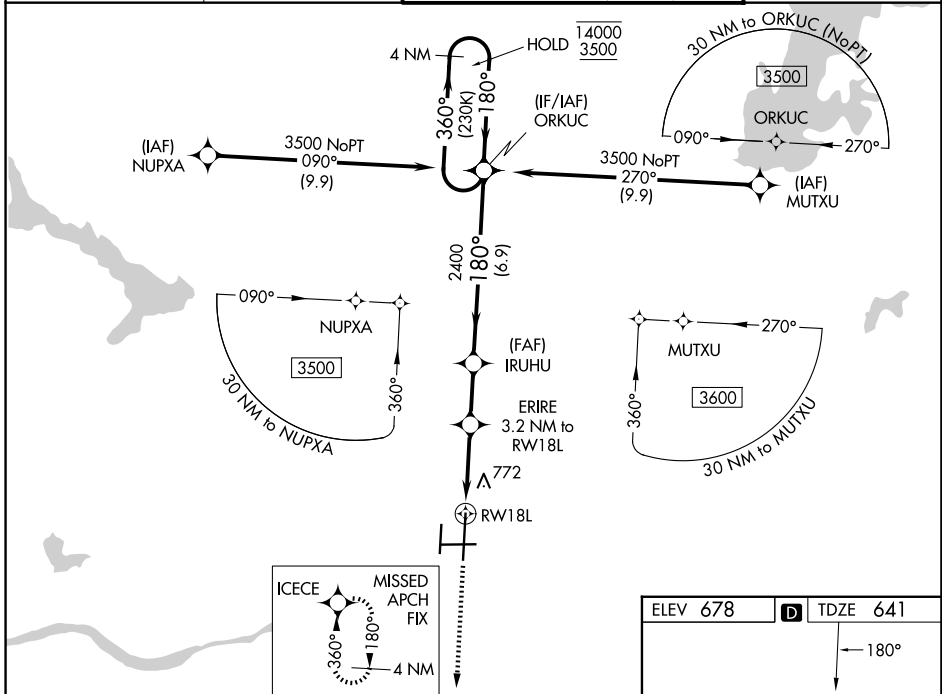 4 NM
HOLD
14000
3500
360°
(230K)
180°
(IF/IAF)
ORKUC
(IAF)
NUPXA
3500 NoPT
090°
(9.9)
3500 NoPT
270°
(9.9)
(IAF)
MUTXU
30 NM to ORKUC (NoPT)
3500
ORKUC
090°
270°
2400
180°
(6.9)
090°
NUPXA
3500
360°
30 NM to NUPXA
(FAF)
IRUHU
ERIRE
3.2 NM to
RW18L
270°
MUTXU
3600
360°
30 NM to MUTXU
772
RW18L
ICECE
MISSED
APCH
FIX
360°
180°
4 NM
ELEV 678
D
TDZE 641
180°